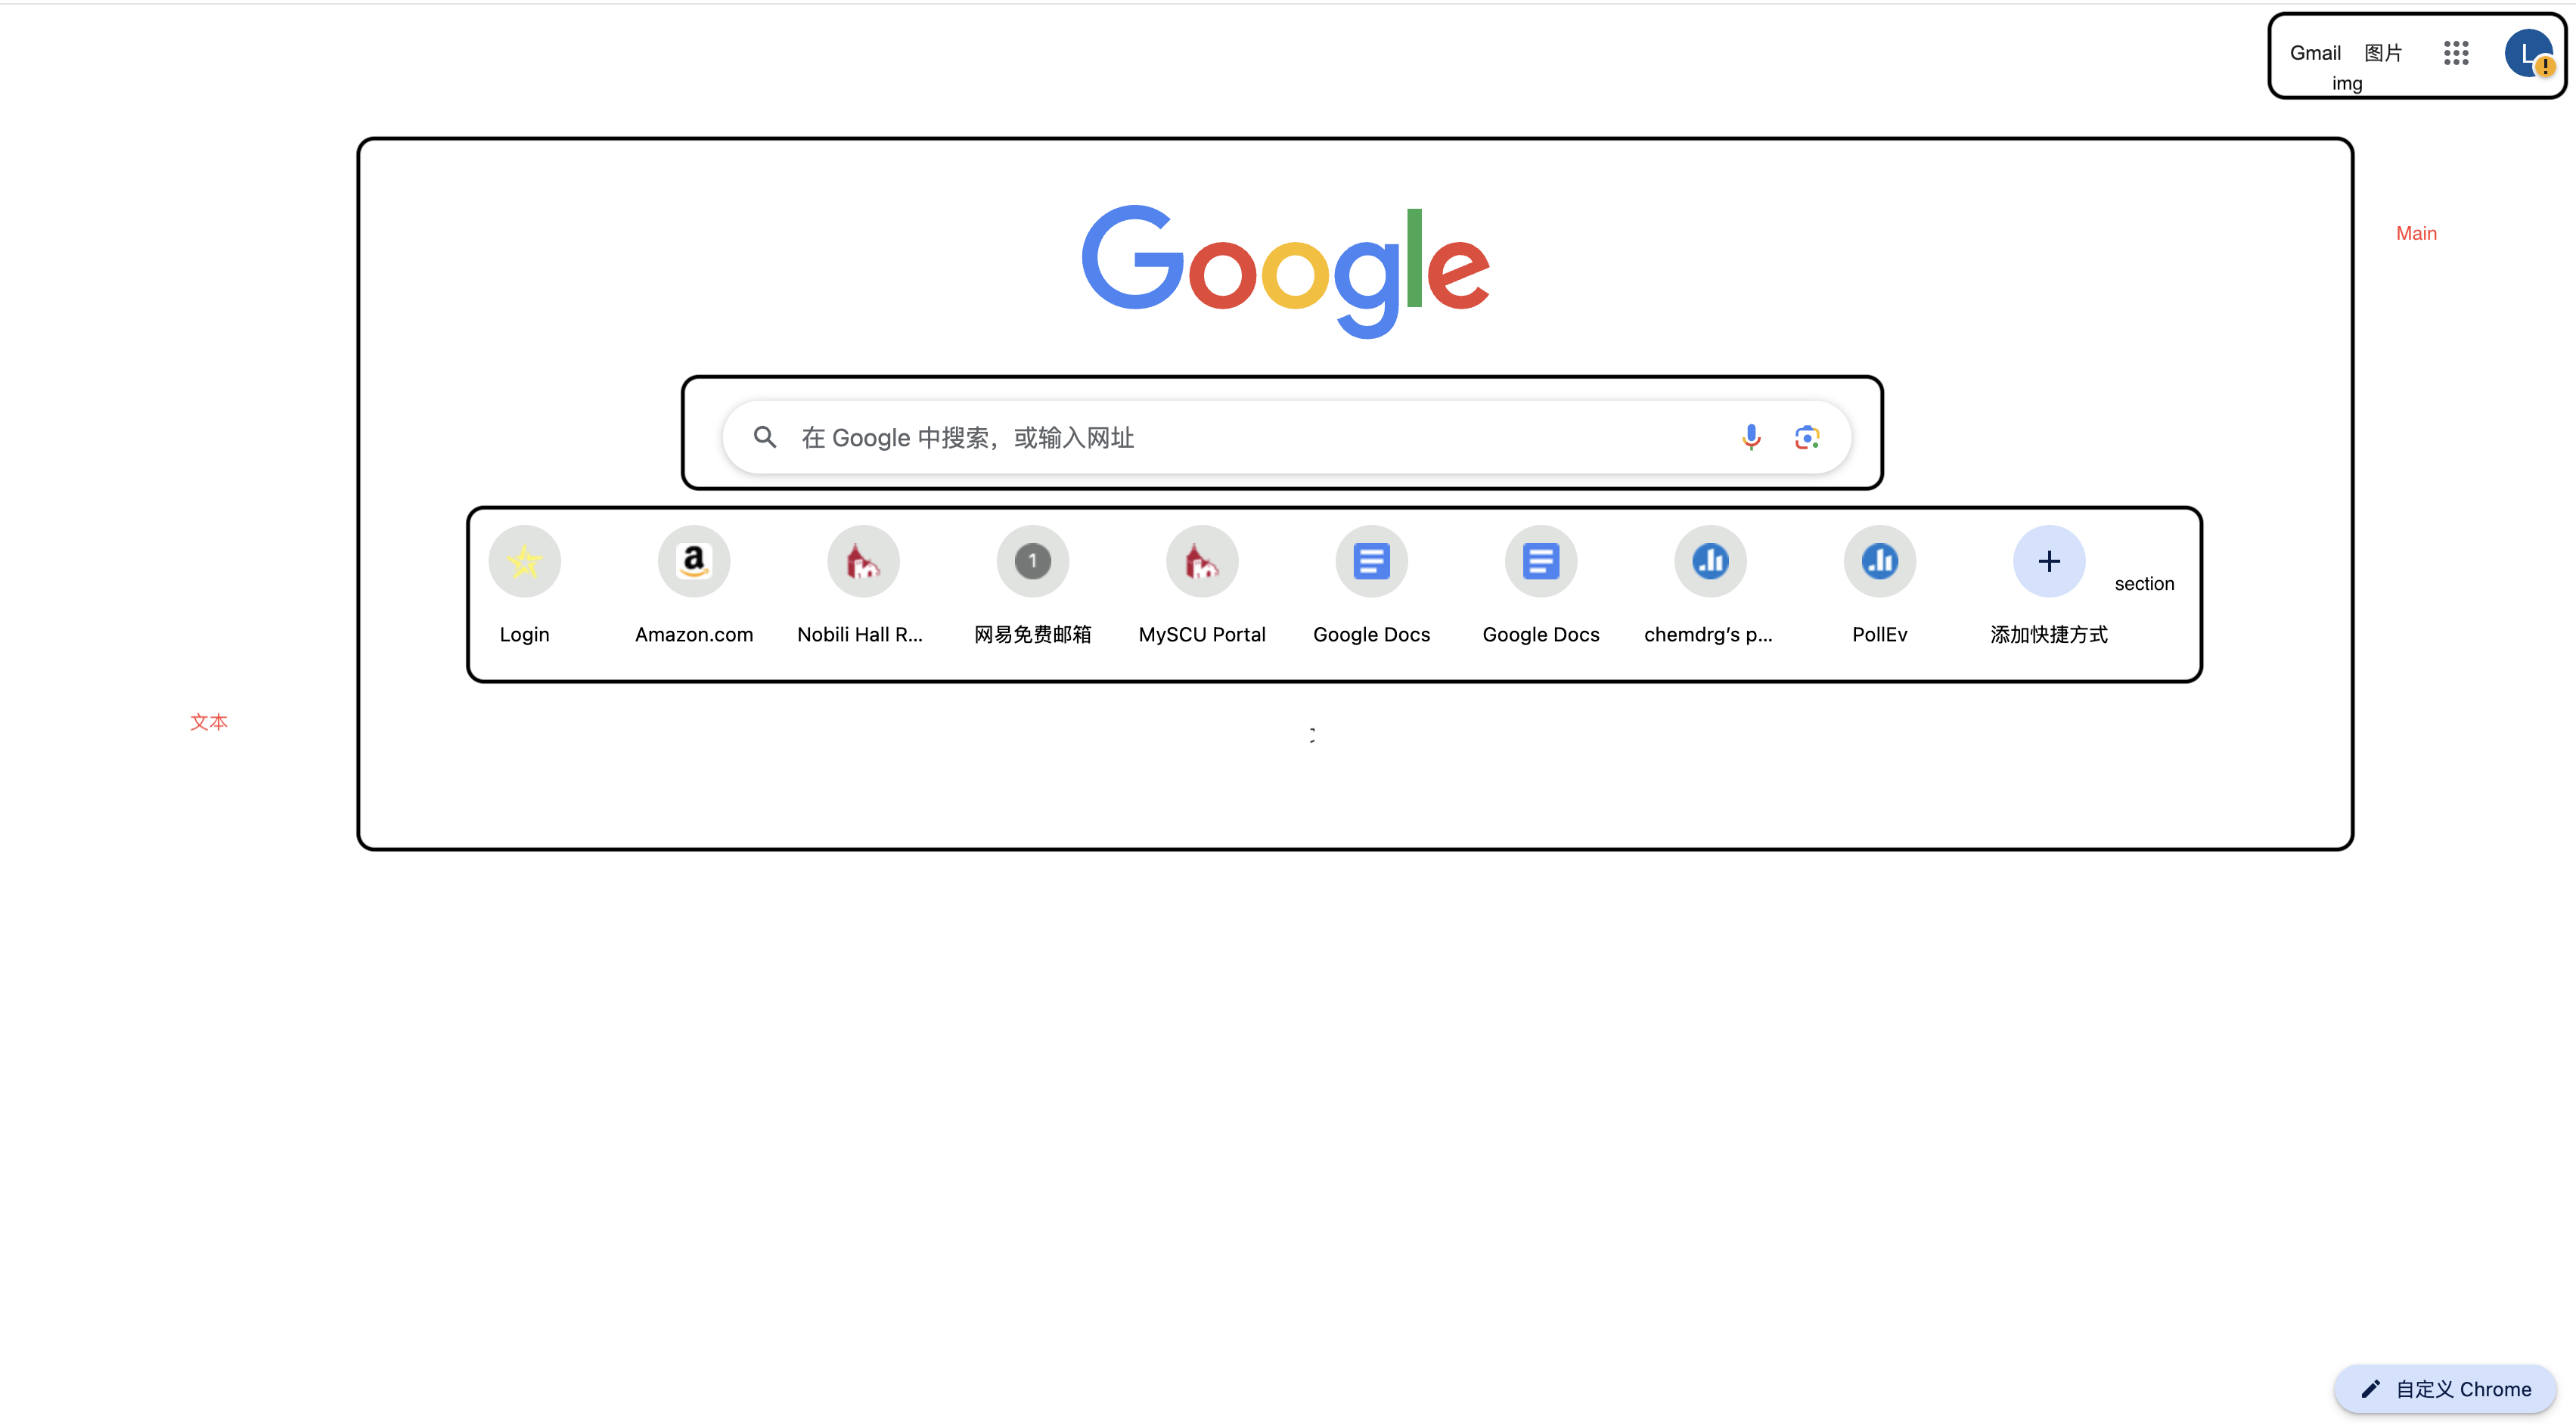 Gmail 图片
L
img
Google
Main
在 Google 中搜索，或输入网址
a 1
section
Login Amazon.com Nobili Hall R... 网易免费邮箱 MySCU Portal Google Docs Google Docs chemdrg's p... PollEv 添加快捷方式
文本
自定义 Chrome